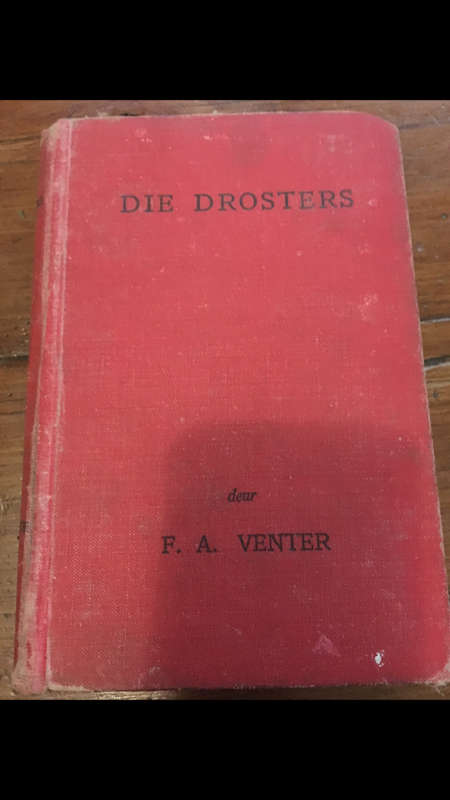 DIE DROSTERS
deur
F. A. VENTER